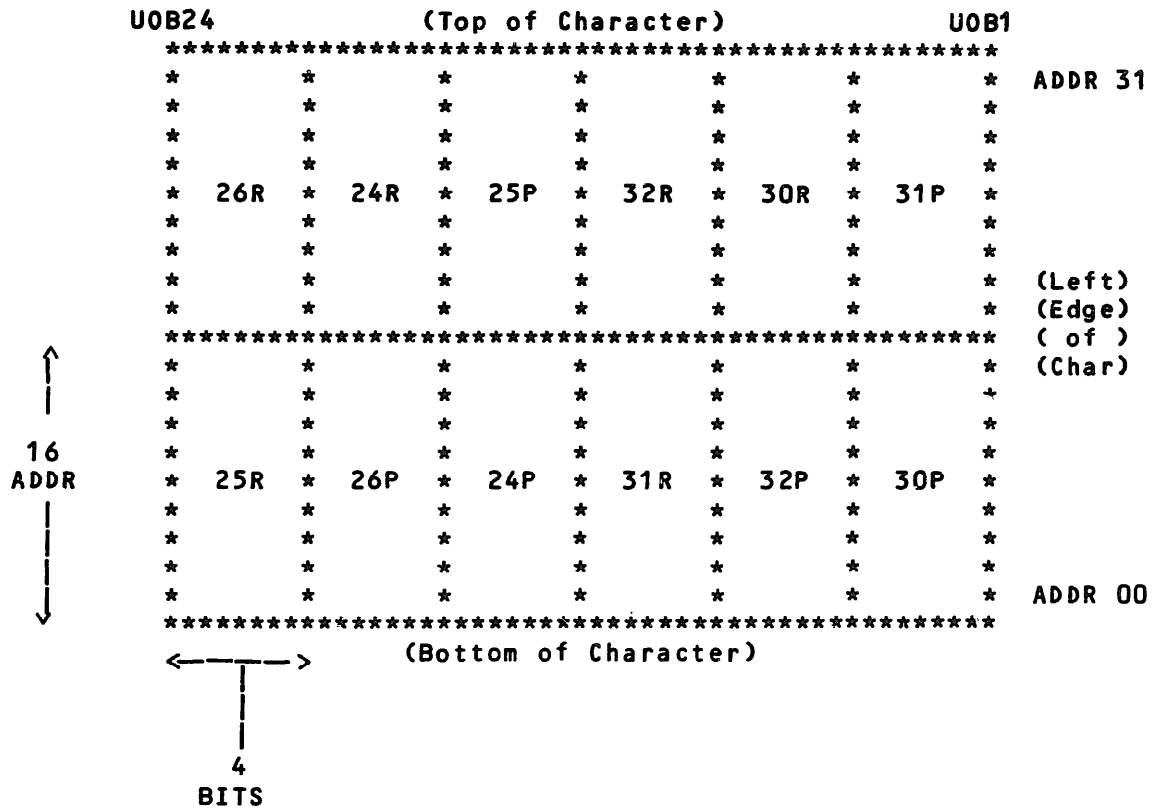 UOB24 (Top of Character) UOB1
ADDR 31
26R 24R 25P 32R 30R 31P
(Left)
(Edge)
( of )
(Char)
16
ADDR
25R 26P 24P 31R 32P 30P
ADDR 00
(Bottom of Character)
4
BITS